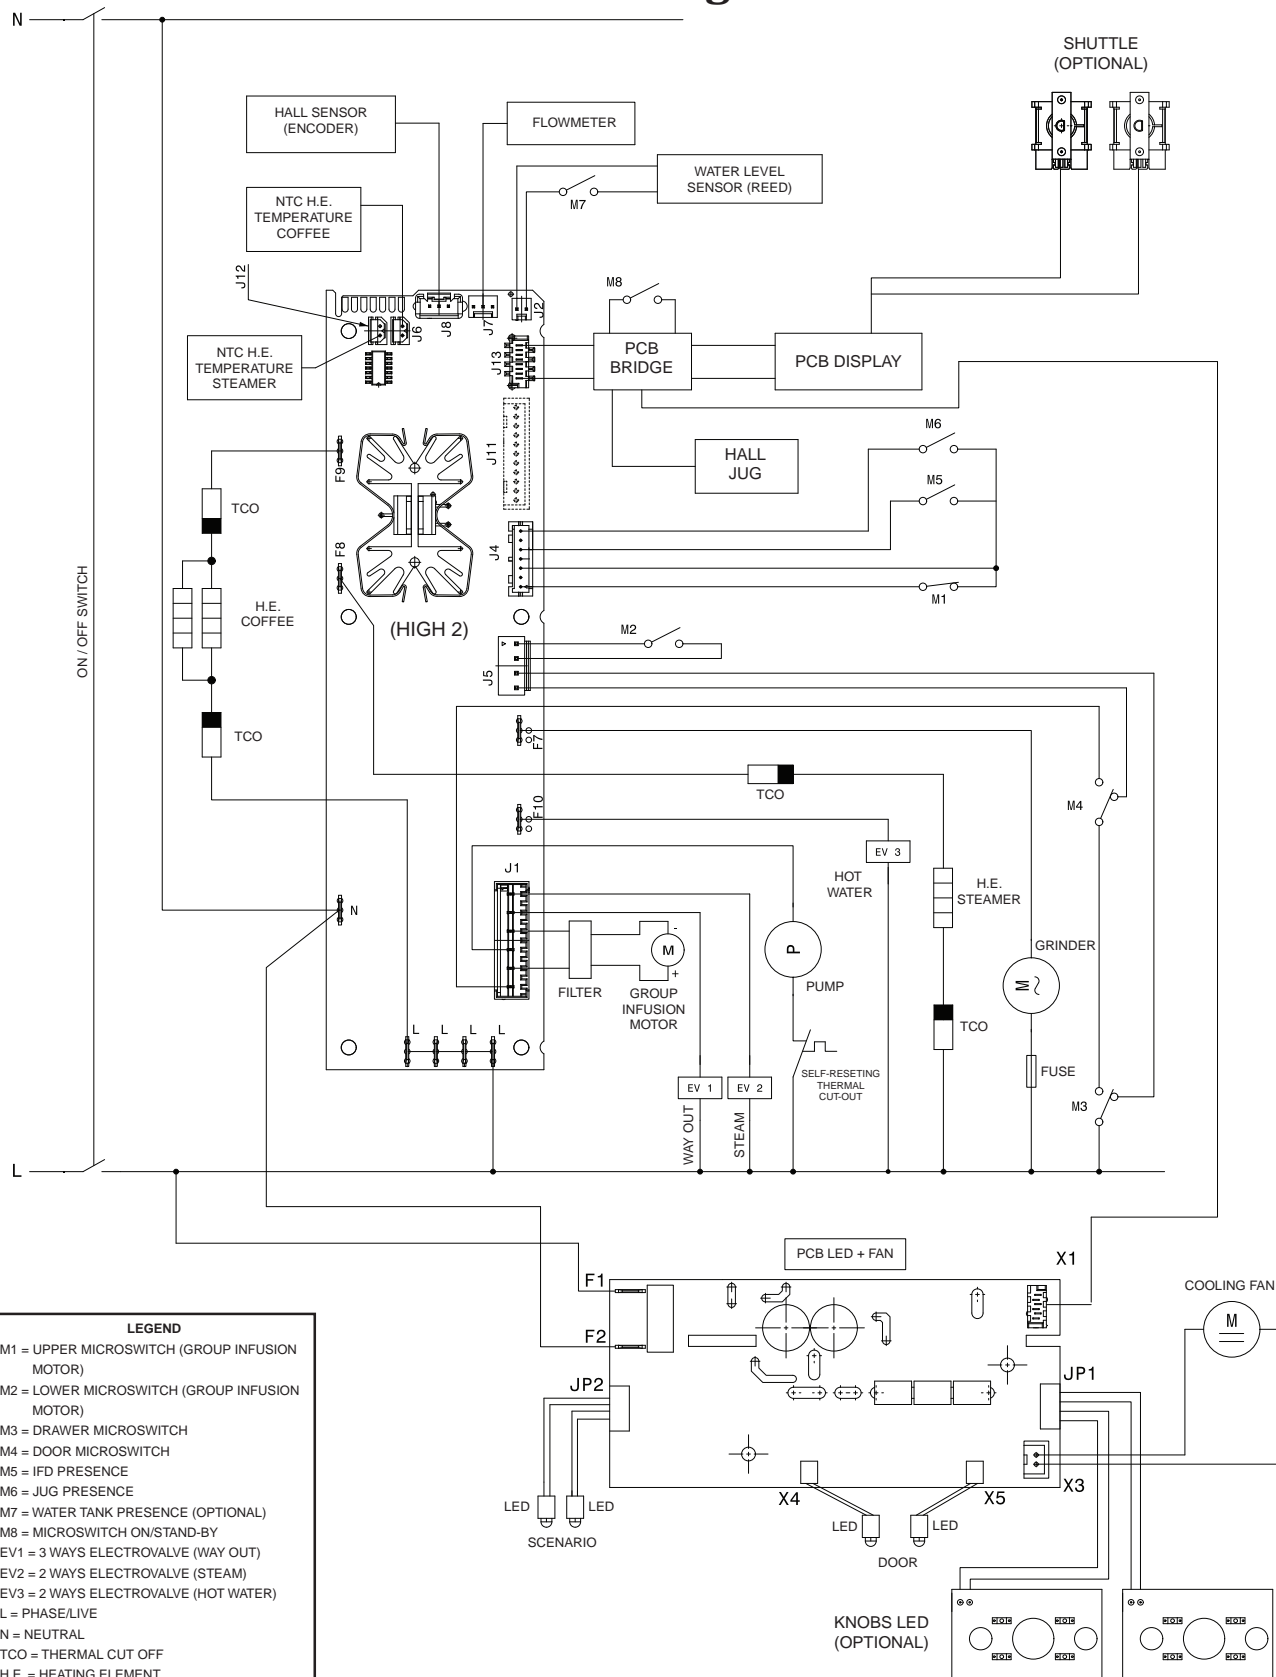 g
N
SHUTTLE
(OPTIONAL)
HALL SENSOR
(ENCODER)
FLOWMETER
WATER LEVEL
SENSOR (REED)
M7
NTC H.E.
TEMPERATURE
COFFEE
J12
M8
J6
J8
J7
J2
J13
NTC H.E.
TEMPERATURE
STEAMER
PCB
BRIDGE
PCB DISPLAY
HALL
JUG
M6
M5
M1
J11
F9
TCO
F8
J4
H.E.
COFFEE
(HIGH 2)
ON / OFF SWITCH
M2
J5
TCO
F7
TCO
M4
F10
EV 3
HOT
WATER
J1
H.E.
STEAMER
N
FILTER
M
-
+
GROUP
INFUSION
MOTOR
P
PUMP
GRINDER
M
TCO
FUSE
L
L
L
L
SELF-RESETING
THERMAL
CUT-OUT
EV 1
EV 2
WAY OUT
STEAM
M3
L
PCB LED + FAN
X1
COOLING FAN
M
F1
F2
JP2
JP1
X3
X4
X5
LED
LED
SCENARIO
LED
LED
DOOR
KNOBS LED
(OPTIONAL)
LEGEND
M1 = UPPER MICROSWITCH (GROUP INFUSION
MOTOR)
M2 = LOWER MICROSWITCH (GROUP INFUSION
MOTOR)
M3 = DRAWER MICROSWITCH
M4 = DOOR MICROSWITCH
M5 = IFD PRESENCE
M6 = JUG PRESENCE
M7 = WATER TANK PRESENCE (OPTIONAL)
M8 = MICROSWITCH ON/STAND-BY
EV1 = 3 WAYS ELECTROVALVE (WAY OUT)
EV2 = 2 WAYS ELECTROVALVE (STEAM)
EV3 = 2 WAYS ELECTROVALVE (HOT WATER)
L = PHASE/LIVE
N = NEUTRAL
TCO = THERMAL CUT OFF
H.E. = HEATING ELEMENT